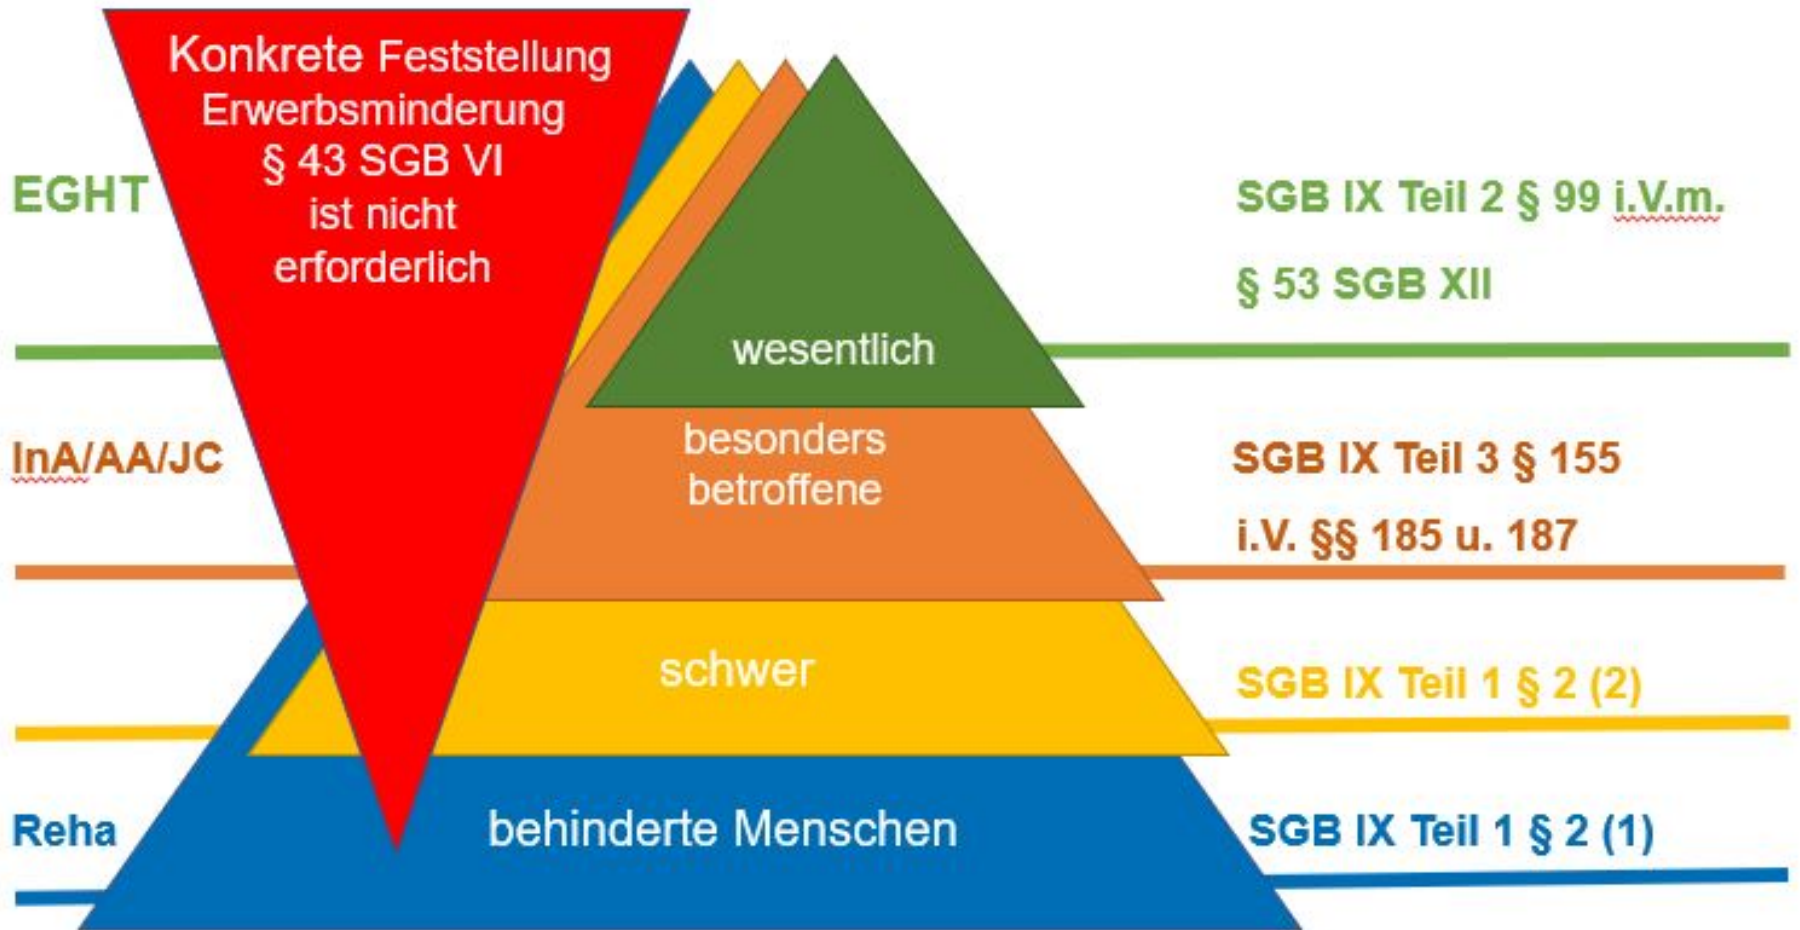 Konkrete Feststellung
Erwerbsminderung
§ 43 SGB VI
ist nicht
erforderlich
EGHT
wesentlich
SGB IX Teil 2 § 99 i.V.m.
§ 53 SGB XII
InA/AA/JC
besonders
betroffene
SGB IX Teil 3 § 155
i.V. §§ 185 u. 187
schwer
SGB IX Teil 1 § 2 (2)
Reha
behinderte Menschen
SGB IX Teil 1 § 2 (1)